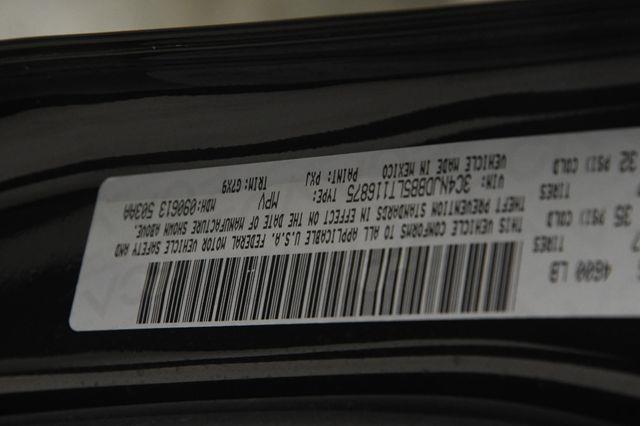 4600 LB
TIRES
35 PSI) COLD
TIRES
32 PSI) COLD
THIS VEHICLE CONFORMS TO ALL APPLICABLE U.S.A. FEDERAL MOTOR VEHICLE SAFETY AND
THEFT PREVENTION STANDARDS IN EFFECT ON THE DATE OF MANUFACTURE SHOWN ABOVE.
VIN: 3C4NJDBB5LT116875 TYPE: MPV MDH:090613 503AA
VEHICLE MADE IN MEXICO PAINT: PXJ TRIM: G7X9